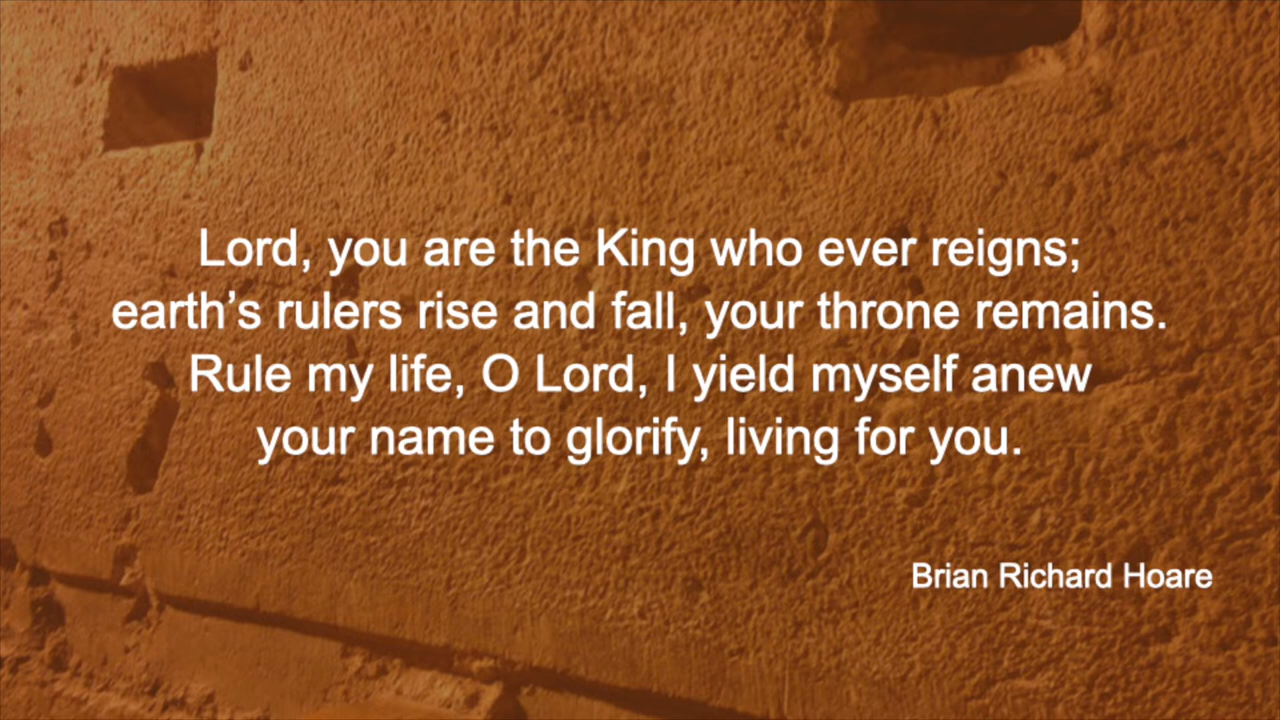 Lord, you are the King who ever reigns;
earth’s rulers rise and fall, your throne remains.
Rule my life, O Lord, I yield myself anew
your name to glorify, living for you.
Brian Richard Hoare